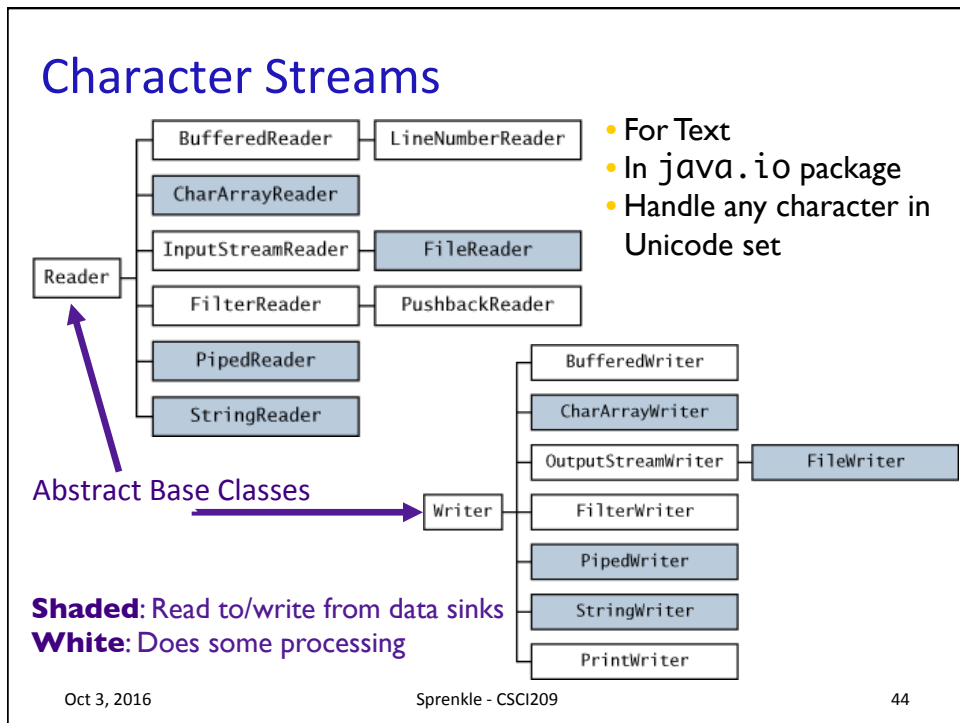 Character Streams
BufferedReader LineNumberReader
CharArrayReader
InputStreamReader FileReader
Reader
FilterReader PushbackReader
PipedReader
StringReader
• For Text
• In java.io package
• Handle any character in
Unicode set
Abstract Base Classes
BufferedWriter
CharArrayWriter
OutputStreamWriter FileWriter
Writer
FilterWriter
PipedWriter
StringWriter
PrintWriter
Shaded: Read to/write from data sinks
White: Does some processing
Oct 3, 2016 Sprenkle - CSCI209 44